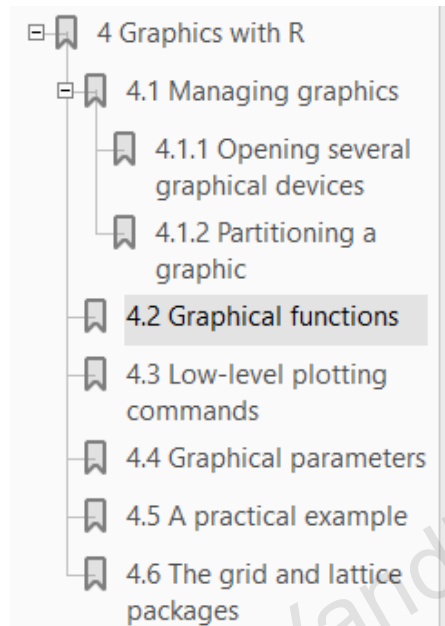 4 Graphics with R
4.1 Managing graphics
4.1.1 Opening several
graphical devices
4.1.2 Partitioning a
graphic
4.2 Graphical functions
4.3 Low-level plotting
commands
4.4 Graphical parameters
4.5 A practical example
4.6 The grid and lattice
packages